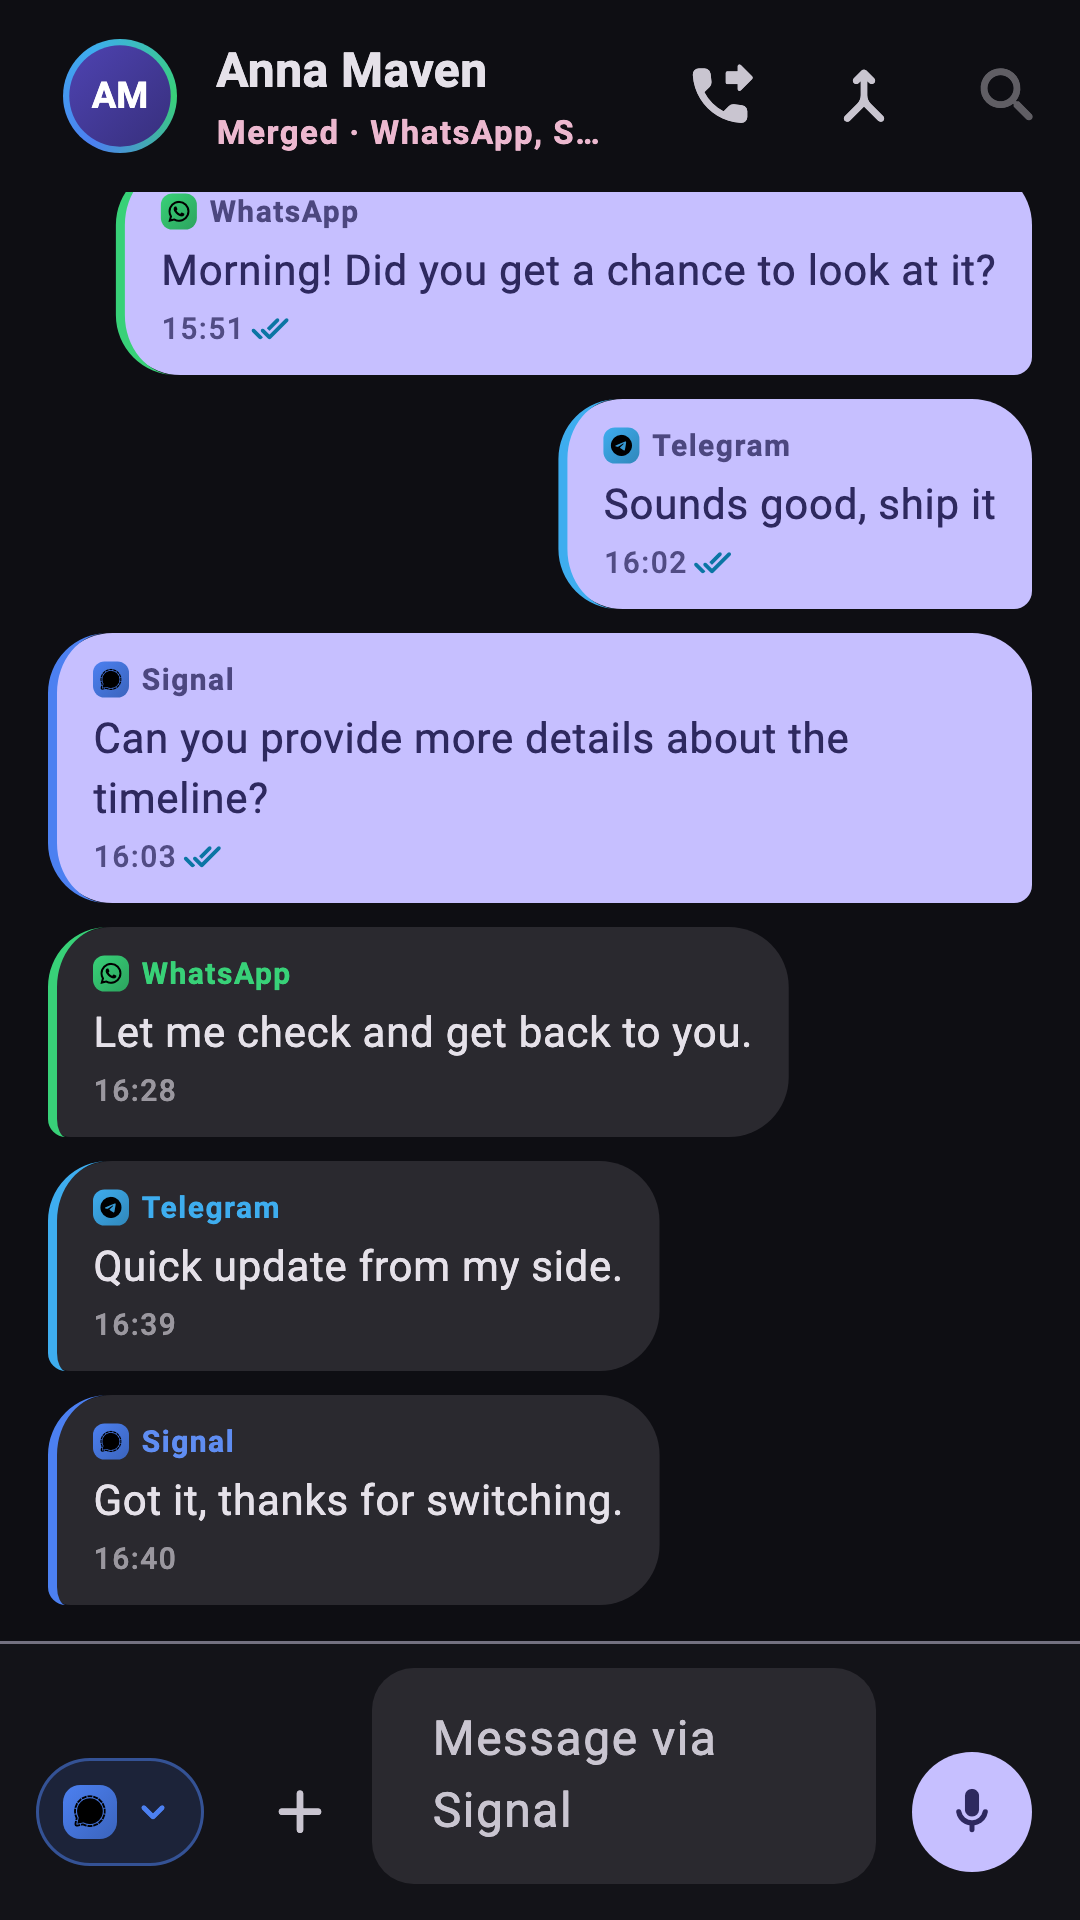 AM
Anna Maven
Merged · WhatsApp, S...
WhatsApp
Morning! Did you get a chance to look at it?
15:51
Telegram
Sounds good, ship it
16:02
Signal
Can you provide more details about the
timeline?
16:03
WhatsApp
Let me check and get back to you.
16:28
Telegram
Quick update from my side.
16:39
Signal
Got it, thanks for switching.
16:40
Message via
Signal